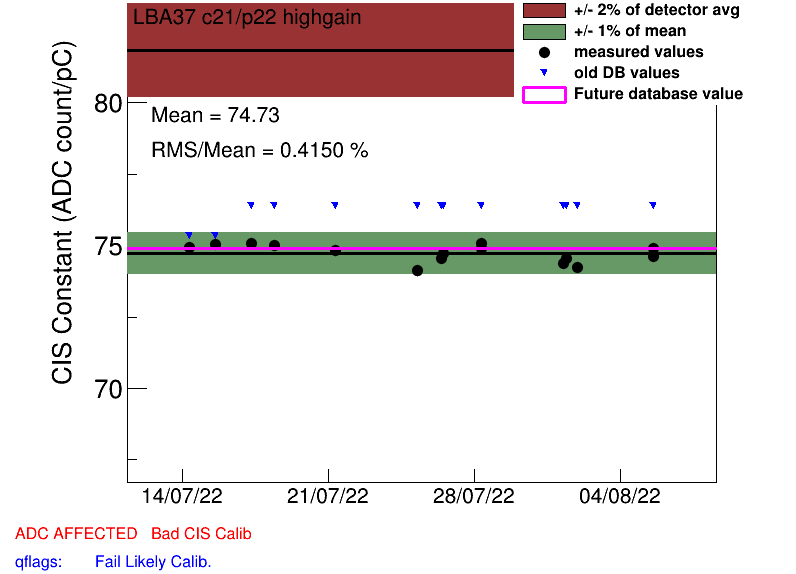 LBA37 c21/p22 highgain
+/- 2% of detector avg
+/- 1% of mean
measured values
old DB values
Future database value
Mean = 74.73
RMS/Mean = 0.4150 %
CIS Constant (ADC count/pC)
80
75
70
14/07/22 21/07/22 28/07/22 04/08/22
ADC AFFECTED Bad CIS Calib
qflags: Fail Likely Calib.